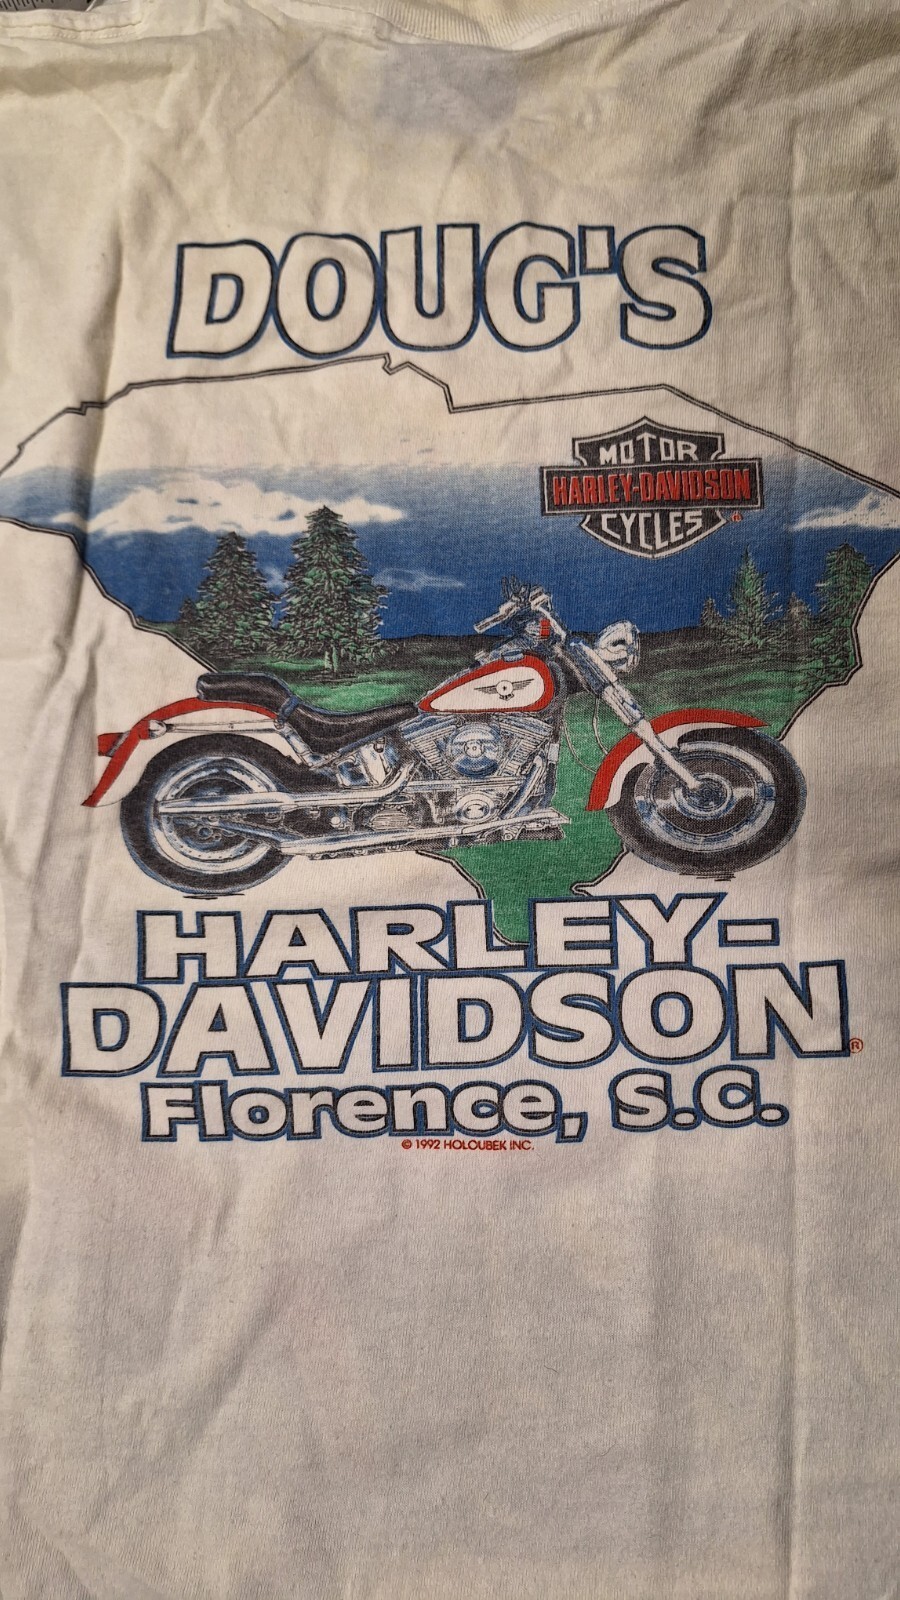 DOUG'S
MOTOR
HARLEY-DAVIDSON
CYCLES
HARLEY-
DAVIDSON®
Florence, S.C.
© 1992 HOLOUBEK INC.